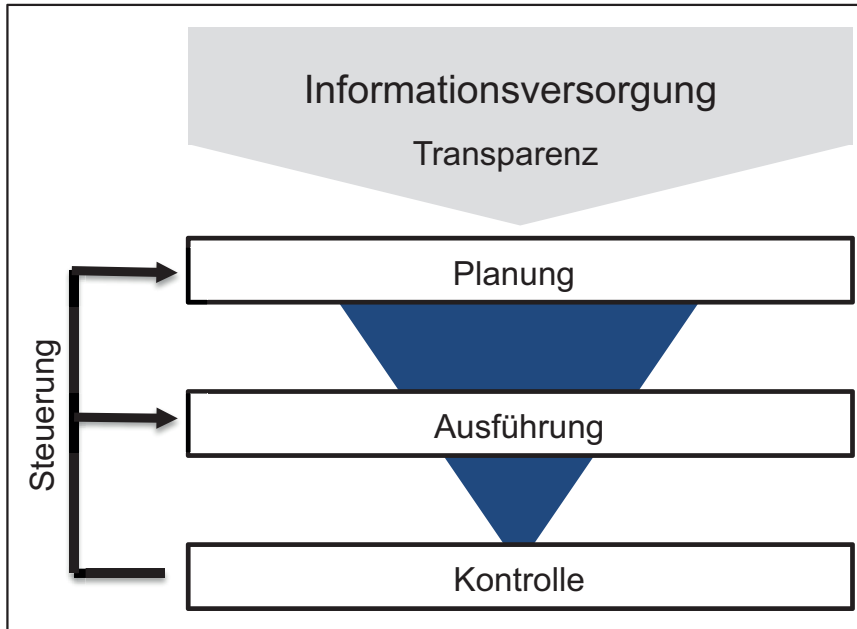 Informationsversorgung
Transparenz
Planung
Steuerung
Ausführung
Kontrolle